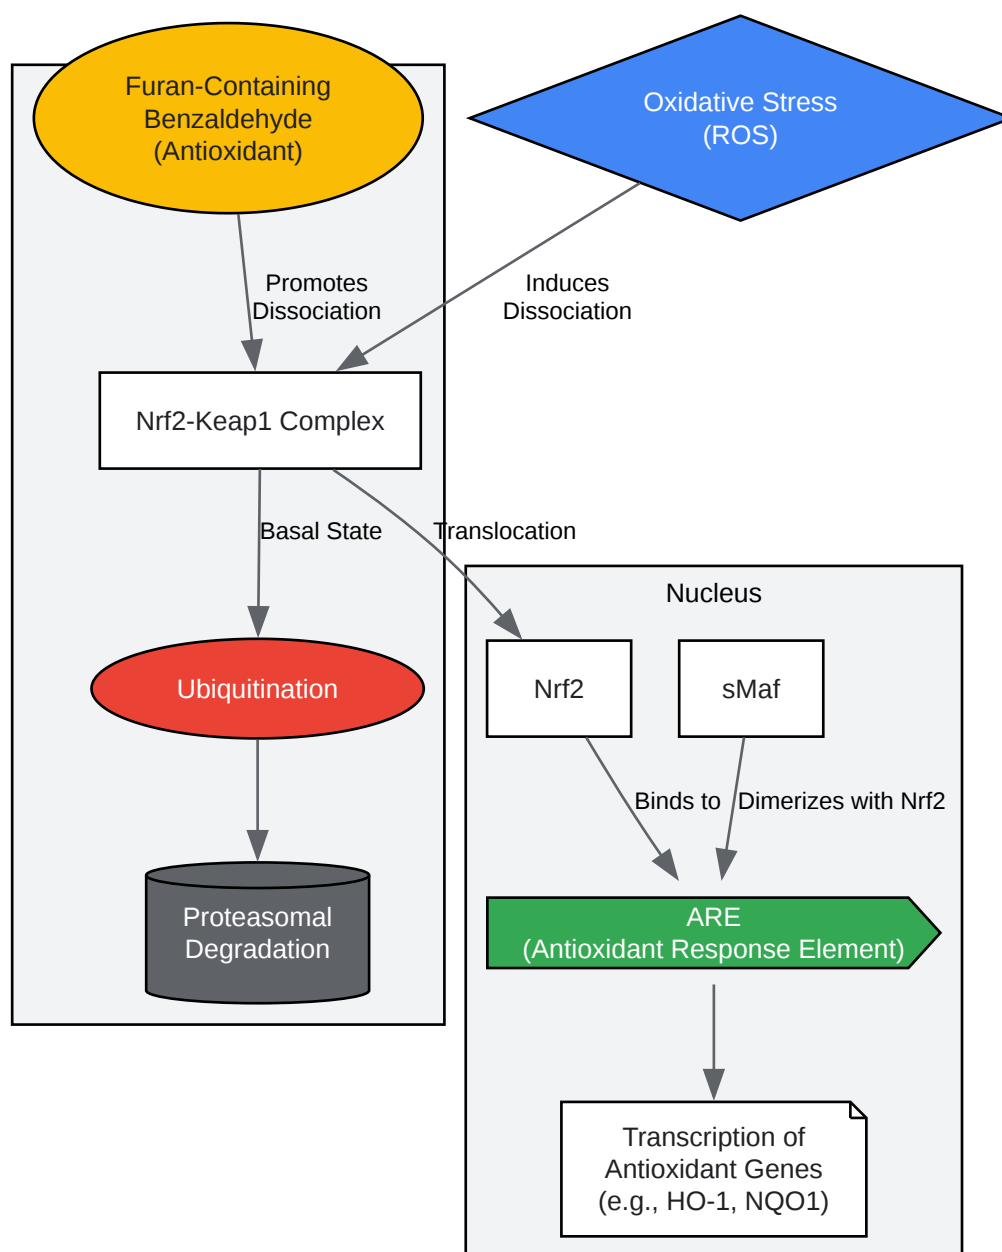 Furan-Containing
Benzaldehyde
(Antioxidant)
Oxidative Stress
(ROS)
Promotes
Dissociation
Induces
Dissociation
Nrf2-Keap1 Complex
Basal State
Translocation
Nucleus
Ubiquitination
Nrf2
sMaf
Binds to
Dimerizes with Nrf2
Proteasomal
Degradation
ARE
(Antioxidant Response Element)
Transcription of
Antioxidant Genes
(e.g., HO-1, NQO1)